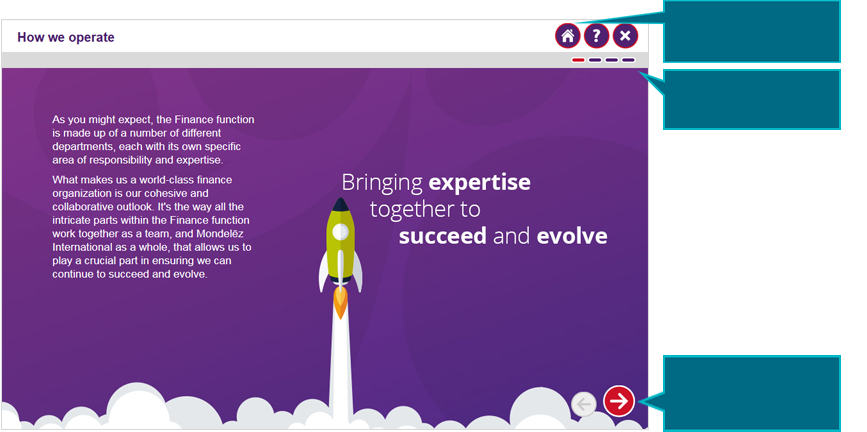 How we operate
?
As you might expect, the Finance function
is made up of a number of different
departments, each with its own specific
area of responsibility and expertise.
What makes us a world-class finance
organization is our cohesive and
collaborative outlook. It's the way all the
intricate parts within the Finance function
work together as a team, and Mondelēz
International as a whole, that allows us to
play a crucial part in ensuring we can
continue to succeed and evolve.
Bringing expertise
together to
succeed and evolve